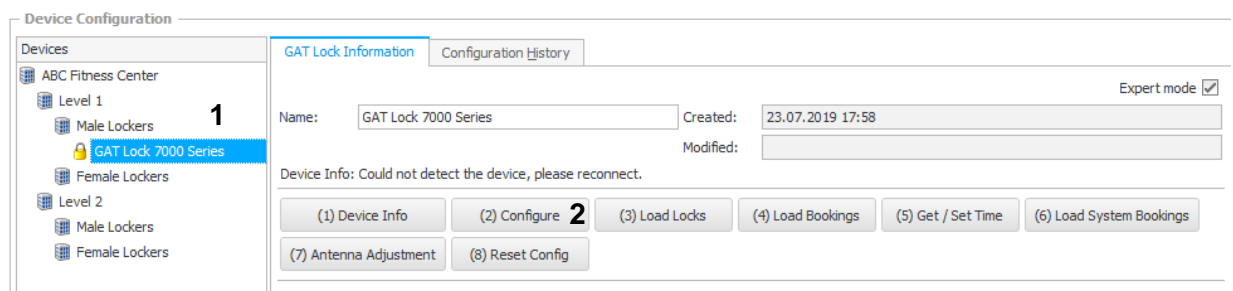 Device Configuration
Devices
ABC Fitness Center
Level 1
1
Male Lockers
GAT Lock 7000 Series
Female Lockers
Level 2
Male Lockers
Female Lockers
GAT Lock Information Configuration History
Expert mode
Name: GAT Lock 7000 Series Created: 23.07.2019 17:58
Modified:
Device Info: Could not detect the device, please reconnect.
(1) Device Info (2) Configure 2 (3) Load Locks (4) Load Bookings (5) Get / Set Time (6) Load System Bookings
(7) Antenna Adjustment (8) Reset Config